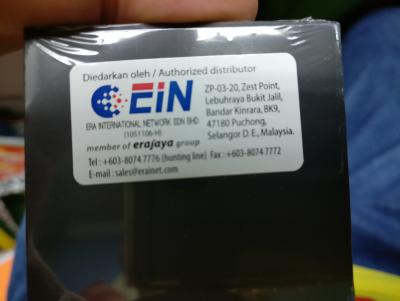 Diedarkan oleh / Authorized distributor
EiN
ERA INTERNATIONAL NETWORK SDN BHD
(1051106-H)
member of erajaya group
ZP-03-20, Zest Point,
Lebuhraya Bukit Jalil,
Bandar Kinrara, BK9,
47180 Puchong,
Selangor D. E., Malaysia.
Tel : +603-8074 7776 (hunting line) Fax : +603-8074 7772
E-mail : sales@erainet.com